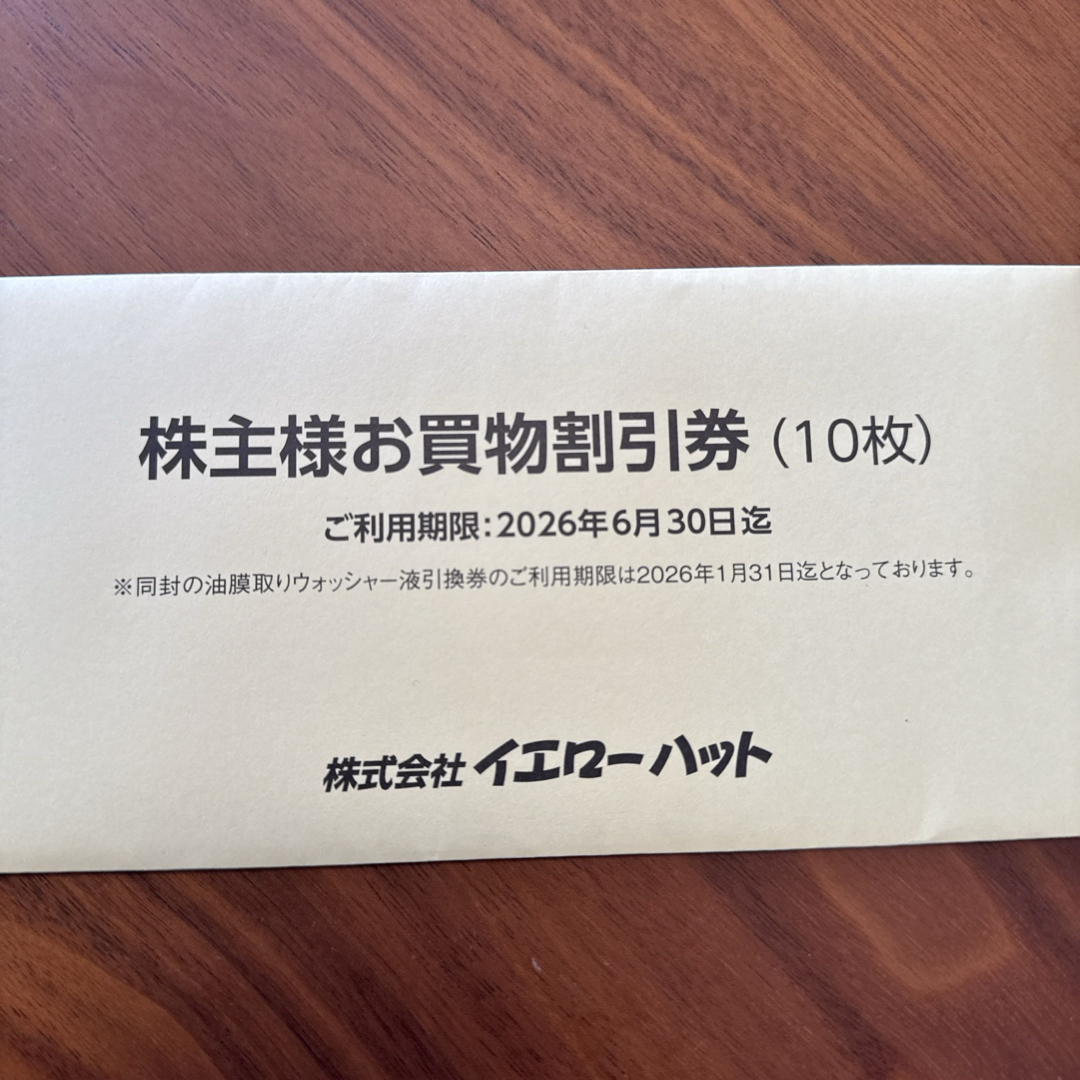 株主様お買物割引券（10枚）
ご利用期限：2026年6月30日迄
※同封の油膜取りウォッシャー液引換券のご利用期限は2026年1月31日迄となっております。
株式会社 イエローハット